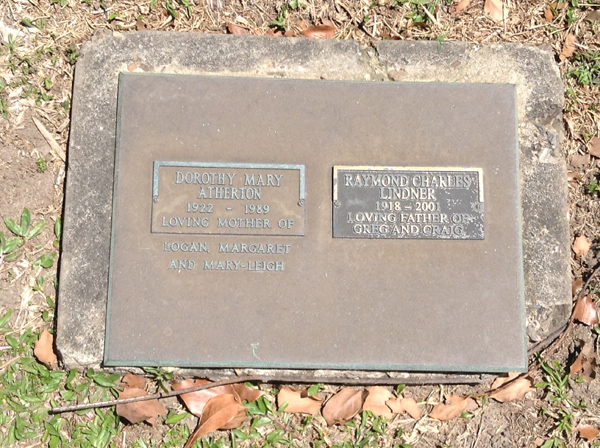 DOROTHY MARY
ATHERTON
1922 - 1989
LOVING MOTHER OF
LOGAN, MARGARET
AND MARY-LEIGH
RAYMOND CHARLES
LINDNER
1918 - 2001
LOVING FATHER OF
GREG AND CRAIG